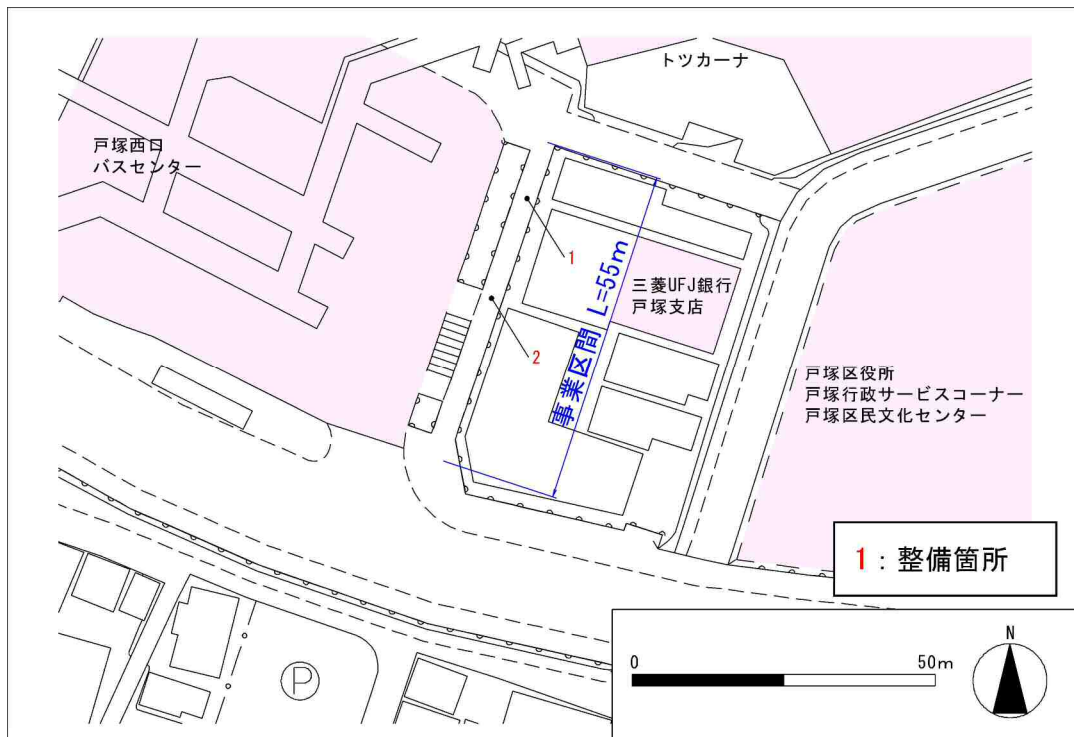 トツカーナ
戸塚西口
バスセンター
1
三菱UFJ銀行
戸塚支店
事業区間 L=55m
2
戸塚区役所
戸塚行政サービスコーナー
戸塚区民文化センター
1：整備箇所
N
0 50m
P